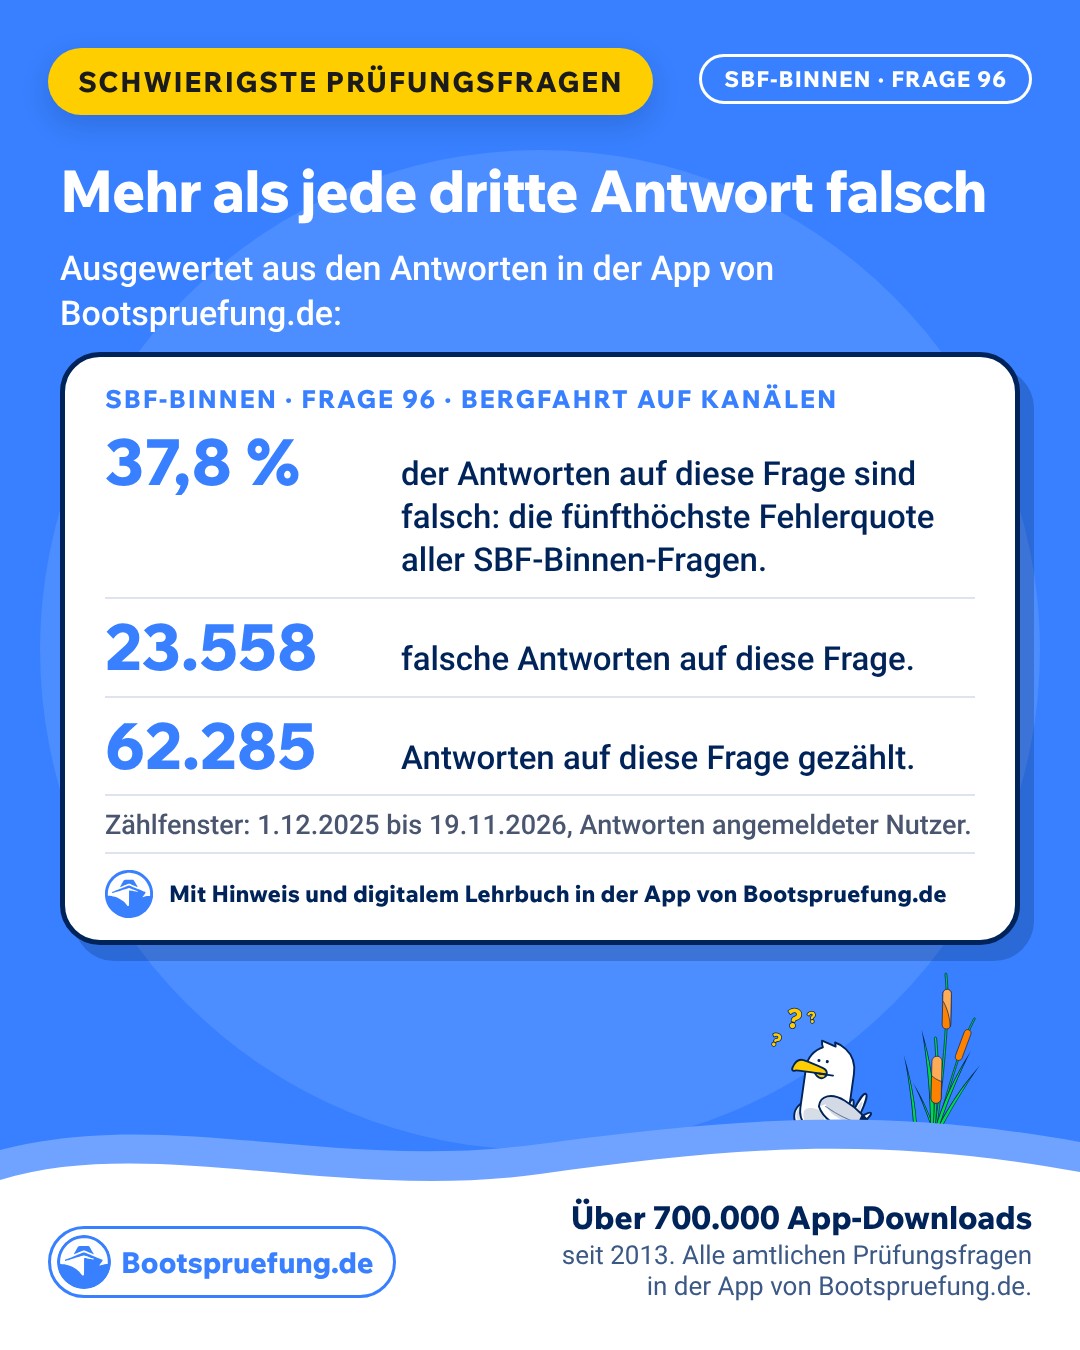 SCHWIERIGSTE PRÜFUNGSFRAGEN
SBF-BINNEN · FRAGE 96
Mehr als jede dritte Antwort falsch
Ausgewertet aus den Antworten in der App von
Bootspruefung.de:
SBF-BINNEN · FRAGE 96 · BERGFAHRT AUF KANÄLEN
37,8 %
der Antworten auf diese Frage sind
falsch: die fünfthöchste Fehlerquote
aller SBF-Binnen-Fragen.
23.558
falsche Antworten auf diese Frage.
62.285
Antworten auf diese Frage gezählt.
Zählfenster: 1.12.2025 bis 19.11.2026, Antworten angemeldeter Nutzer.
Mit Hinweis und digitalem Lehrbuch in der App von Bootspruefung.de
? ? ?
Bootspruefung.de
Über 700.000 App-Downloads
seit 2013. Alle amtlichen Prüfungsfragen
in der App von Bootspruefung.de.